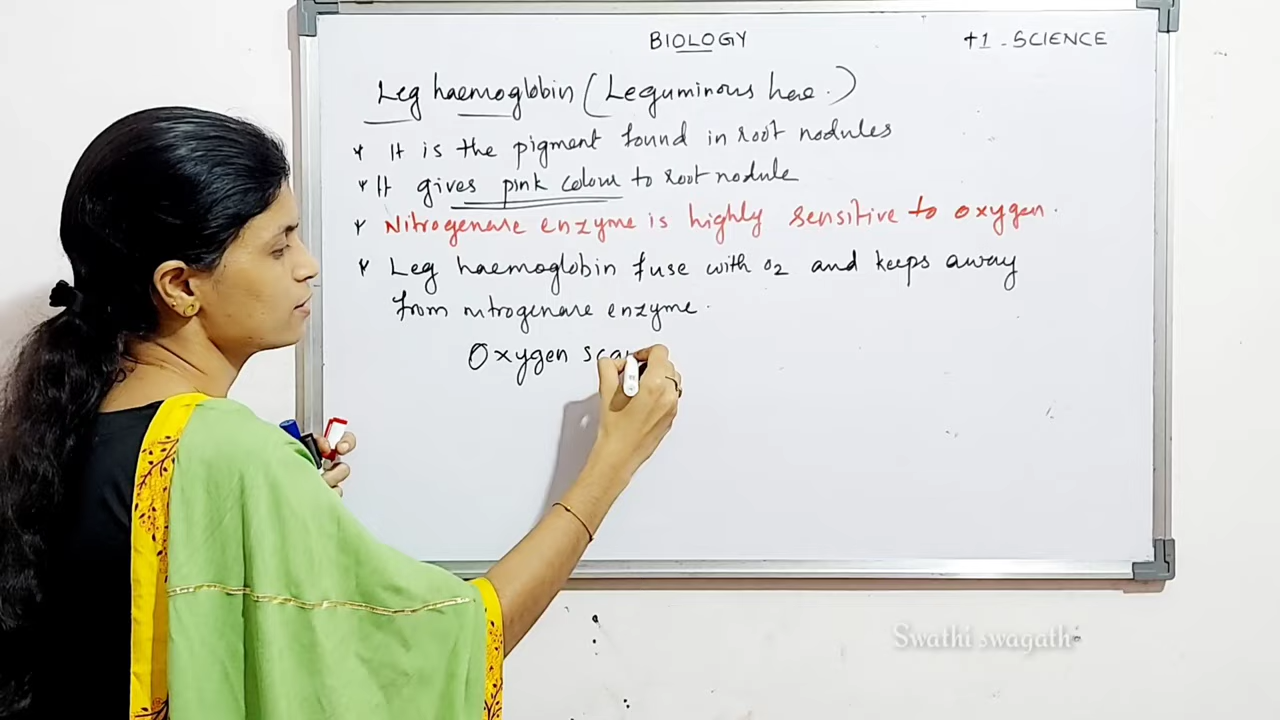 BIOLOGY
+1 - SCIENCE
Leg haemoglobin (Leguminous hae.)
It is the pigment found in root nodules
It gives pink colour to root nodule
Nitrogenase enzyme is highly sensitive to oxygen.
Leg haemoglobin fuse with O2 and keeps away
from nitrogenase enzyme.
Oxygen sca
Swathi swagath